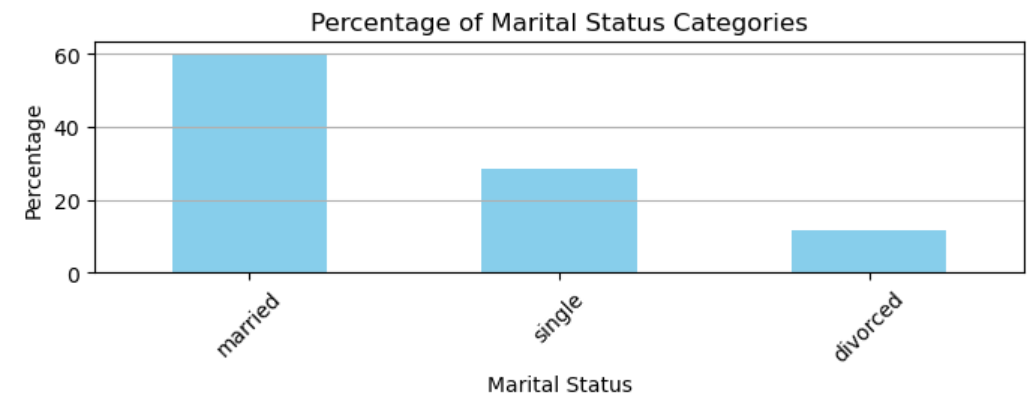 Percentage of Marital Status Categories
Percentage
60
40
20
0
married
single
divorced
Marital Status